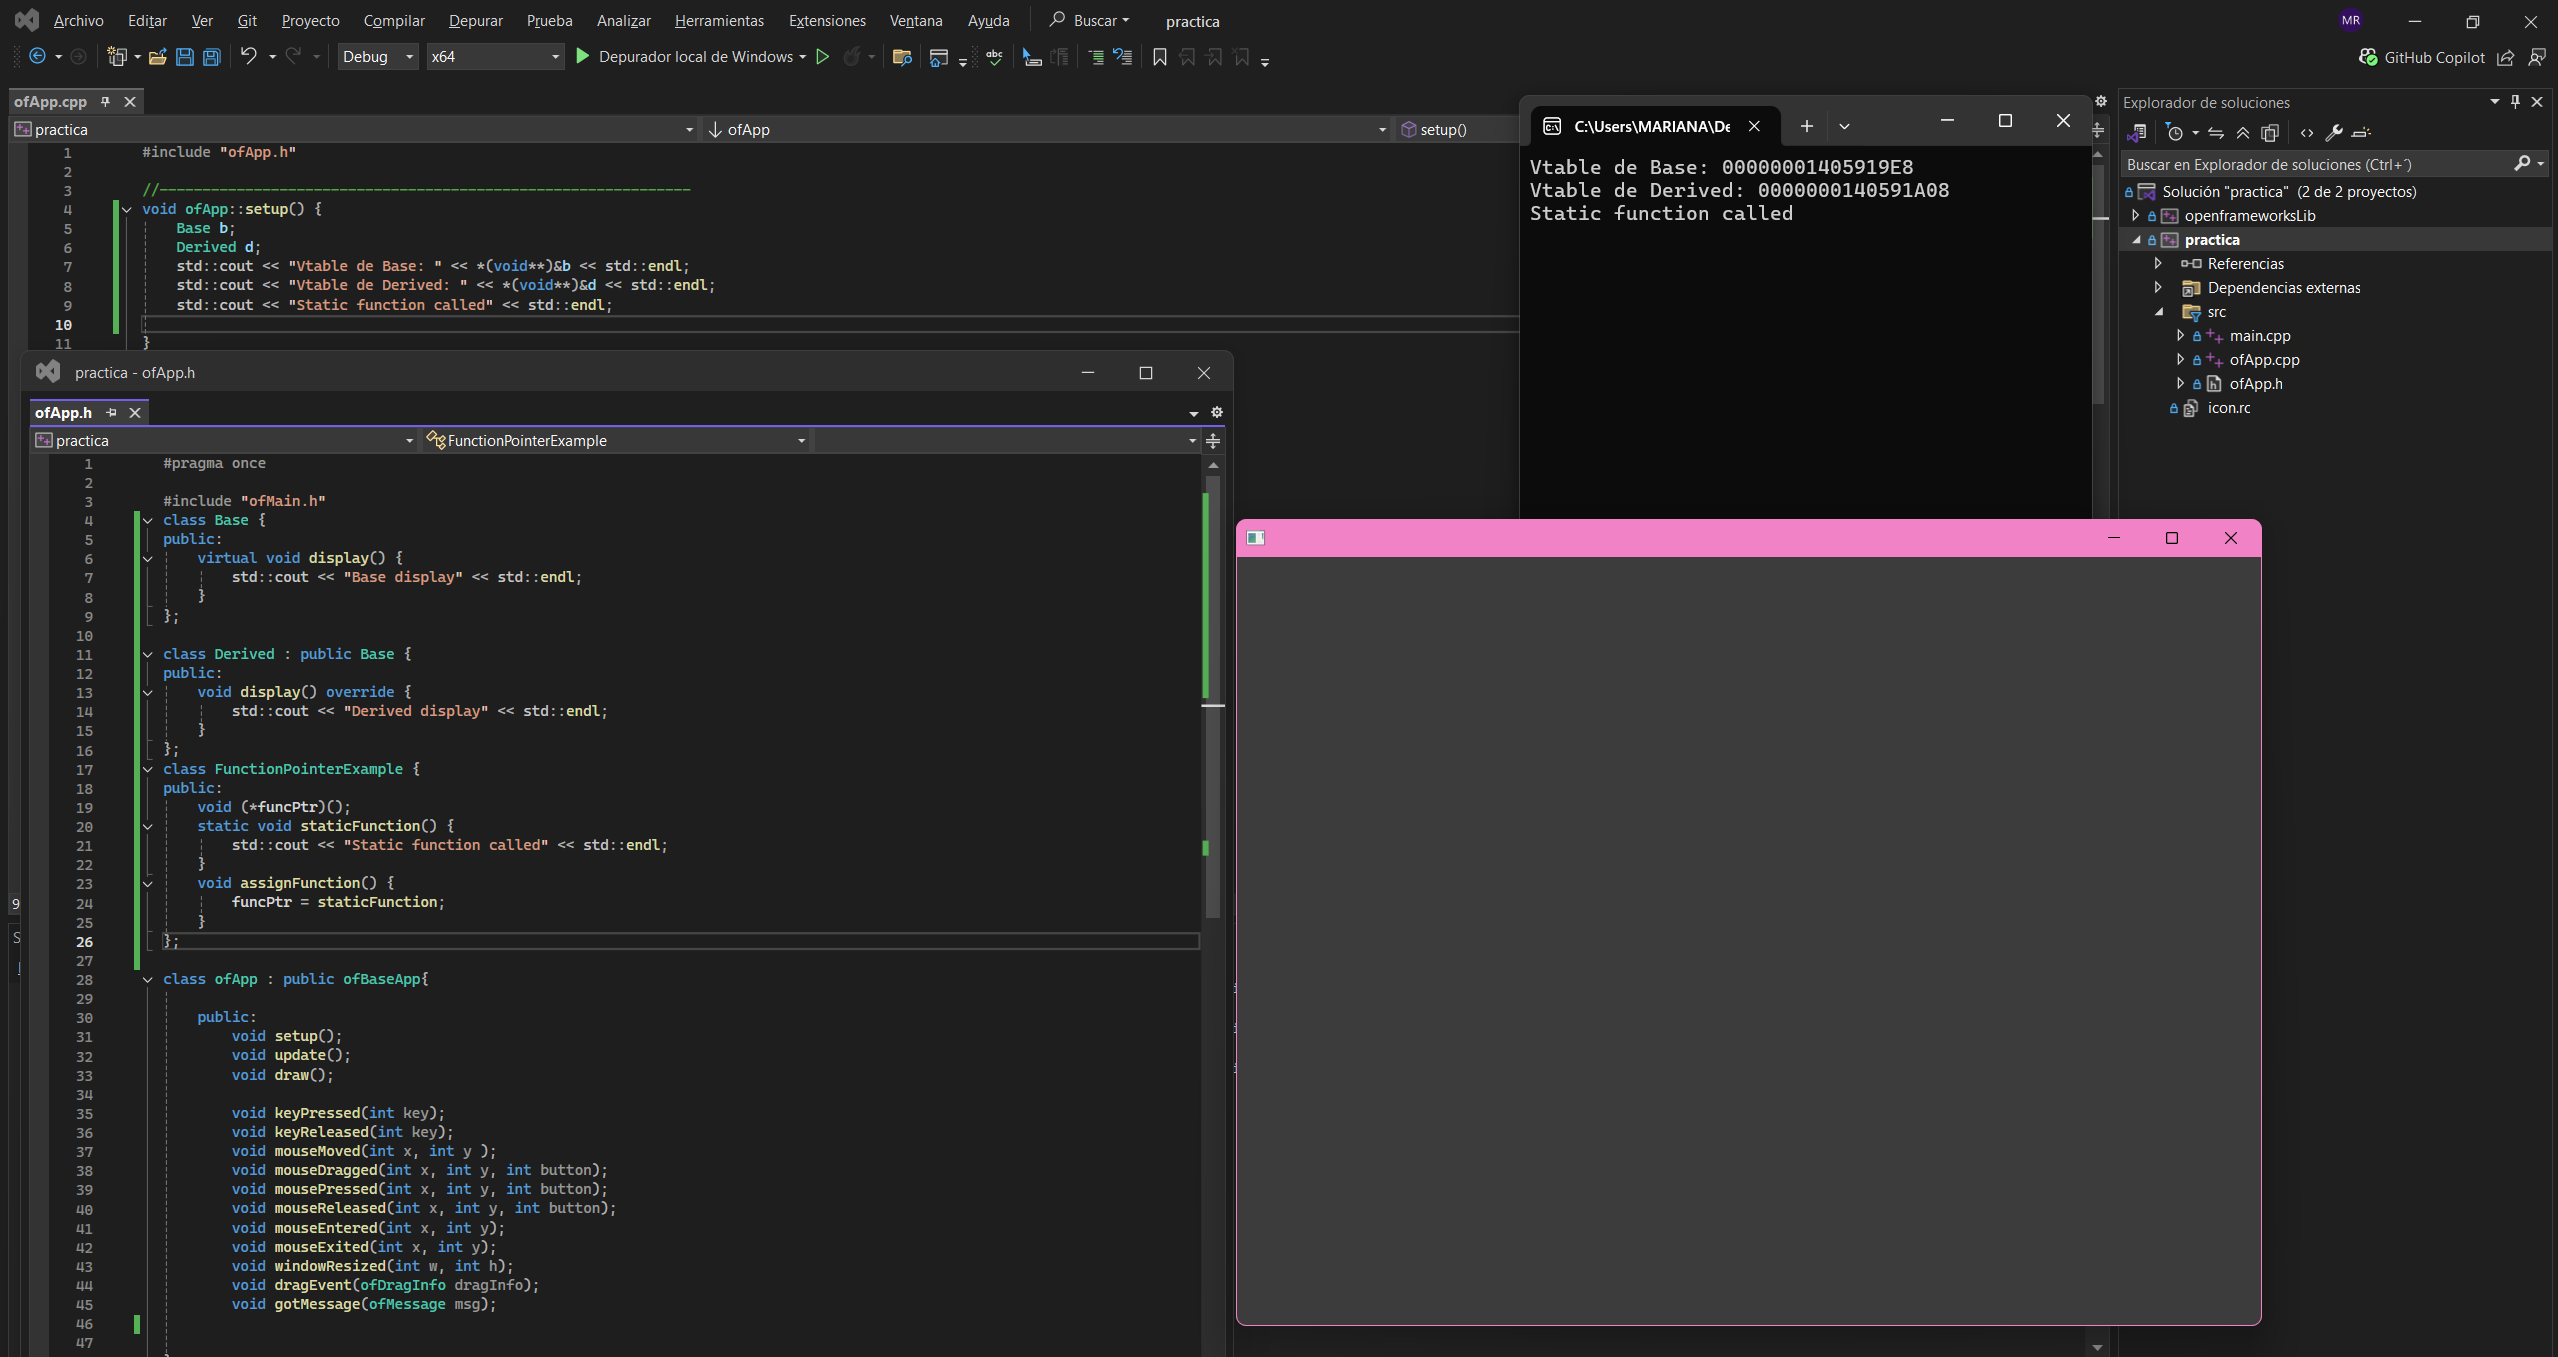 Archivo Editar Ver Git Proyecto Compilar Depurar Prueba Analizar Herramientas Extensiones Ventana Ayuda Buscar practica MR
Debug x64 Depurador local de Windows abc GitHub Copilot
ofApp.cpp
practica ofApp setup()
1 #include "ofApp.h"
2
3 //--------------------------------------------------------------
4 void ofApp::setup() {
5 Base b;
6 Derived d;
7 std::cout << "Vtable de Base: " << *(void**)&b << std::endl;
8 std::cout << "Vtable de Derived: " << *(void**)&d << std::endl;
9 std::cout << "Static function called" << std::endl;
10
11 }
C:\Users\MARIANA\De
Vtable de Base: 00000001405919E8
Vtable de Derived: 0000000140591A08
Static function called
Explorador de soluciones
Buscar en Explorador de soluciones (Ctrl+´)
Solución "practica" (2 de 2 proyectos)
openframeworksLib
practica
Referencias
Dependencias externas
src
main.cpp
ofApp.cpp
ofApp.h
icon.rc
practica - ofApp.h
ofApp.h
practica FunctionPointerExample
1 #pragma once
2
3 #include "ofMain.h"
4 class Base {
5 public:
6 virtual void display() {
7 std::cout << "Base display" << std::endl;
8 }
9 };
10
11 class Derived : public Base {
12 public:
13 void display() override {
14 std::cout << "Derived display" << std::endl;
15 }
16 };
17 class FunctionPointerExample {
18 public:
19 void (*funcPtr)();
20 static void staticFunction() {
21 std::cout << "Static function called" << std::endl;
22 }
23 void assignFunction() {
24 funcPtr = staticFunction;
25 }
26 };
27
28 class ofApp : public ofBaseApp{
29
30 public:
31 void setup();
32 void update();
33 void draw();
34
35 void keyPressed(int key);
36 void keyReleased(int key);
37 void mouseMoved(int x, int y );
38 void mouseDragged(int x, int y, int button);
39 void mousePressed(int x, int y, int button);
40 void mouseReleased(int x, int y, int button);
41 void mouseEntered(int x, int y);
42 void mouseExited(int x, int y);
43 void windowResized(int w, int h);
44 void dragEvent(ofDragInfo dragInfo);
45 void gotMessage(ofMessage msg);
46
47